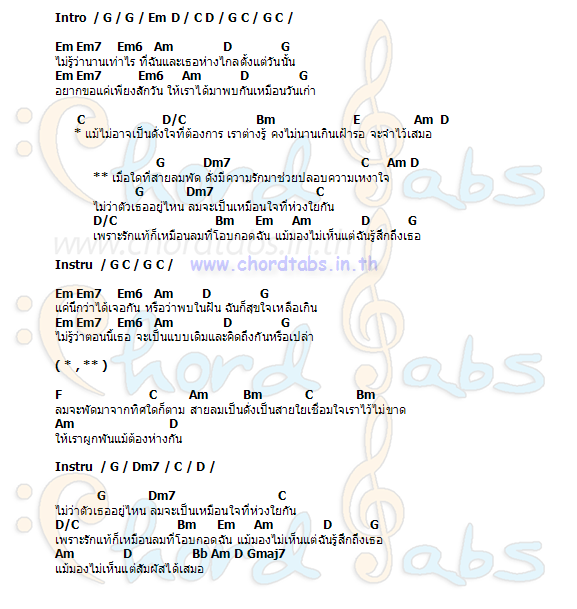 Intro / G / G / Em D / C D / G C / G C /
Em Em7 Em6 Am D G
ไม่รู้ว่านานเท่าไร ที่ฉันและเธอห่างไกลตั้งแต่วันนั้น
Em Em7 Em6 Am D G
อยากขอแค่เพียงสักวัน ให้เราได้มาพบกันเหมือนวันเก่า
C D/C Bm E Am D
* แม้ไม่อาจเป็นดั่งใจที่ต้องการ เราต่างรู้ คงไม่นานเกินเฝ้ารอ จะจำไว้เสมอ
G Dm7 C Am D
** เมื่อใดที่สายลมพัด ดั่งมีความรักมาช่วยปลอบความเหงาใจ
G Dm7 C
ไม่ว่าตัวเธออยู่ไหน ลมจะเป็นเหมือนใจที่ห่วงใยกัน
D/C Bm Em Am D G
เพราะรักแท้ก็เหมือนลมที่โอบกอดฉัน แม้มองไม่เห็นแต่ฉันรู้สึกถึงเธอ
www.chordtabs.in.th
Instru / G C / G C /
www.chordtabs.in.th
Em Em7 Em6 Am D G
แค่นึกว่าได้เจอกัน หรือว่าพบในฝัน ฉันก็สุขใจเหลือเกิน
Em Em7 Em6 Am D G
ไม่รู้ว่าตอนนี้เธอ จะเป็นแบบเดิมและคิดถึงกันหรือเปล่า
( * , ** )
F C Am Bm C Bm
ลมจะพัดมาจากทิศใดก็ตาม สายลมเป็นดั่งเป็นสายใยเชื่อมใจเราไว้ไม่ขาด
Am D
ให้เราผูกพันแม้ต้องห่างกัน
Instru / G / Dm7 / C / D /
G Dm7 C
ไม่ว่าตัวเธออยู่ไหน ลมจะเป็นเหมือนใจที่ห่วงใยกัน
D/C Bm Em Am D G
เพราะรักแท้ก็เหมือนลมที่โอบกอดฉัน แม้มองไม่เห็นแต่ฉันรู้สึกถึงเธอ
Am D Bb Am D Gmaj7
แม้มองไม่เห็นแต่สัมผัสได้เสมอ